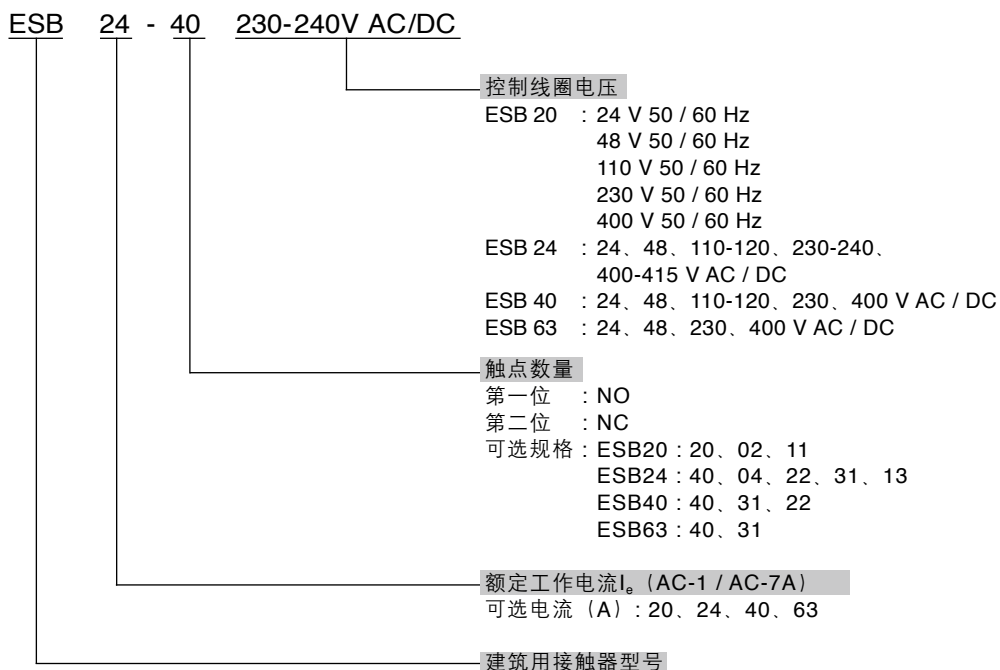 ESB 24 - 40 230-240V AC/DC
控制线圈电压
ESB 20 : 24 V 50 / 60 Hz
48 V 50 / 60 Hz
110 V 50 / 60 Hz
230 V 50 / 60 Hz
400 V 50 / 60 Hz
ESB 24 : 24、48、110-120、230-240、
400-415 V AC / DC
ESB 40 : 24、48、110-120、230、400 V AC / DC
ESB 63 : 24、48、230、400 V AC / DC
触点数量
第一位 : NO
第二位 : NC
可选规格 : ESB20 : 20、02、11
ESB24 : 40、04、22、31、13
ESB40 : 40、31、22
ESB63 : 40、31
额定工作电流Ie（AC-1 / AC-7A）
可选电流（A）: 20、24、40、63
建筑用接触器型号